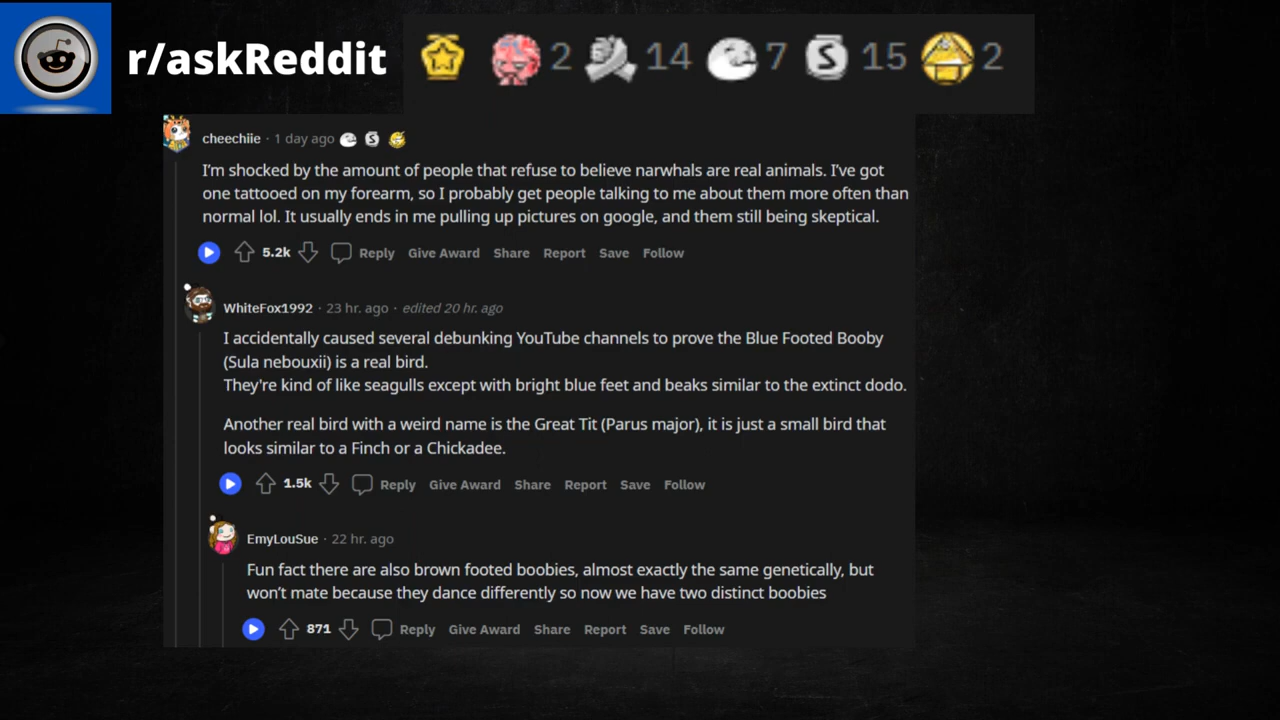 r/askReddit
2 14 7 S 15 2
cheechiie · 1 day ago S
I'm shocked by the amount of people that refuse to believe narwhals are real animals. I've got
one tattooed on my forearm, so I probably get people talking to me about them more often than
normal lol. It usually ends in me pulling up pictures on google, and them still being skeptical.
5.2k Reply Give Award Share Report Save Follow
WhiteFox1992 · 23 hr. ago · edited 20 hr. ago
I accidentally caused several debunking YouTube channels to prove the Blue Footed Booby
(Sula nebouxii) is a real bird.
They're kind of like seagulls except with bright blue feet and beaks similar to the extinct dodo.
Another real bird with a weird name is the Great Tit (Parus major), it is just a small bird that
looks similar to a Finch or a Chickadee.
1.5k Reply Give Award Share Report Save Follow
EmyLouSue · 22 hr. ago
Fun fact there are also brown footed boobies, almost exactly the same genetically, but
won't mate because they dance differently so now we have two distinct boobies
871 Reply Give Award Share Report Save Follow